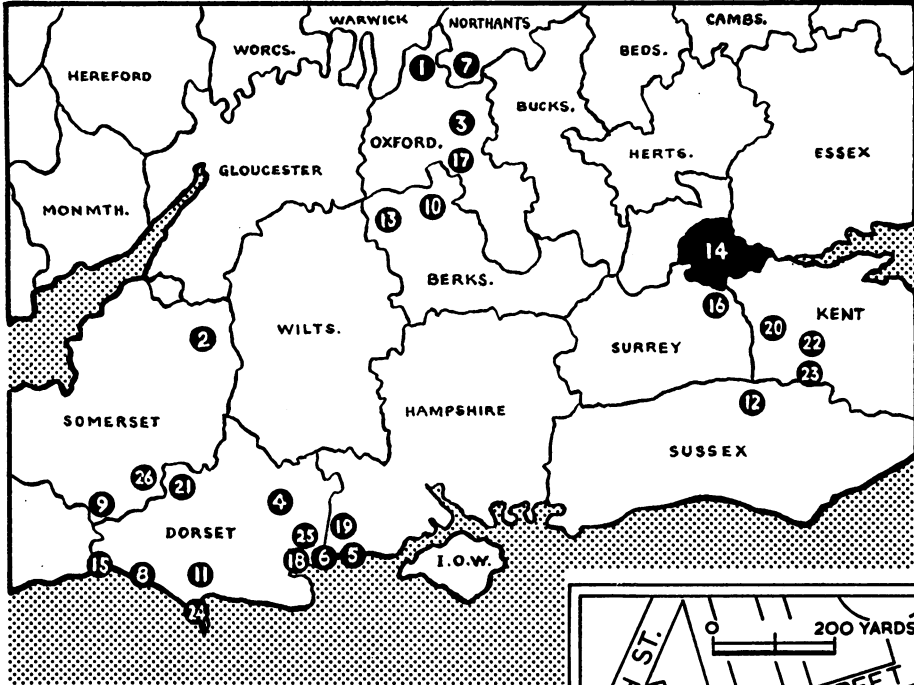 WARWICK
NORTHANTS
CAMBS.
WORCS.
BEDS.
HEREFORD
1
7
BUCKS.
3
OXFORD.
HERTS.
ESSEX
17
GLOUCESTER
MONMTH.
13
10
14
BERKS.
16
KENT
2
WILTS.
20
22
SURREY
23
12
SOMERSET
HAMPSHIRE
SUSSEX
26
21
9
4
DORSET
25
19
15
8
11
18
6
5
I.O.W.
24
0
200 YARDS
ST.